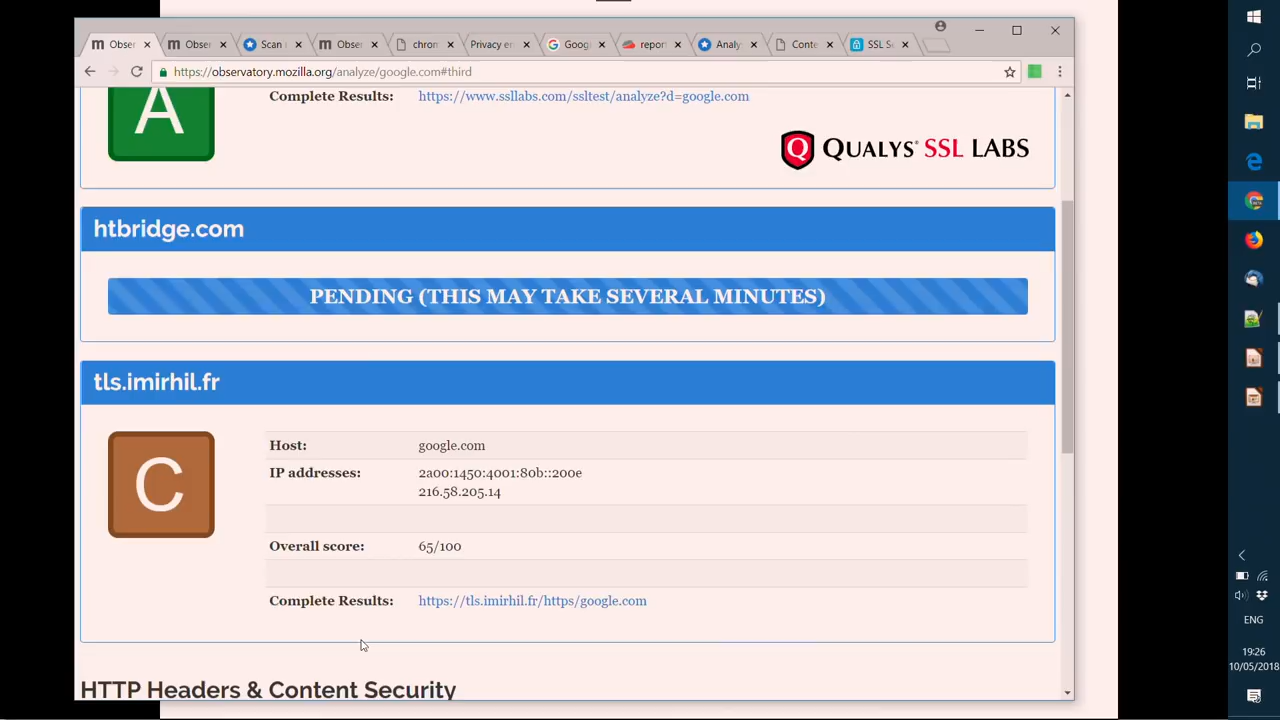 Obser
Obser
Scan
Obser
chrom
Privacy er
Googl
report
Analy
Conte
SSL Se
https://observatory.mozilla.org/analyze/google.com#third
A
Complete Results: https://www.ssllabs.com/ssltest/analyze?d=google.com
QUALYS® SSL LABS
htbridge.com
PENDING (THIS MAY TAKE SEVERAL MINUTES)
tls.imirhil.fr
C
Host: google.com
IP addresses: 2a00:1450:4001:80b::200e
216.58.205.14
Overall score: 65/100
Complete Results: https://tls.imirhil.fr/https/google.com
HTTP Headers & Content Security
ENG
19:26
10/05/2018